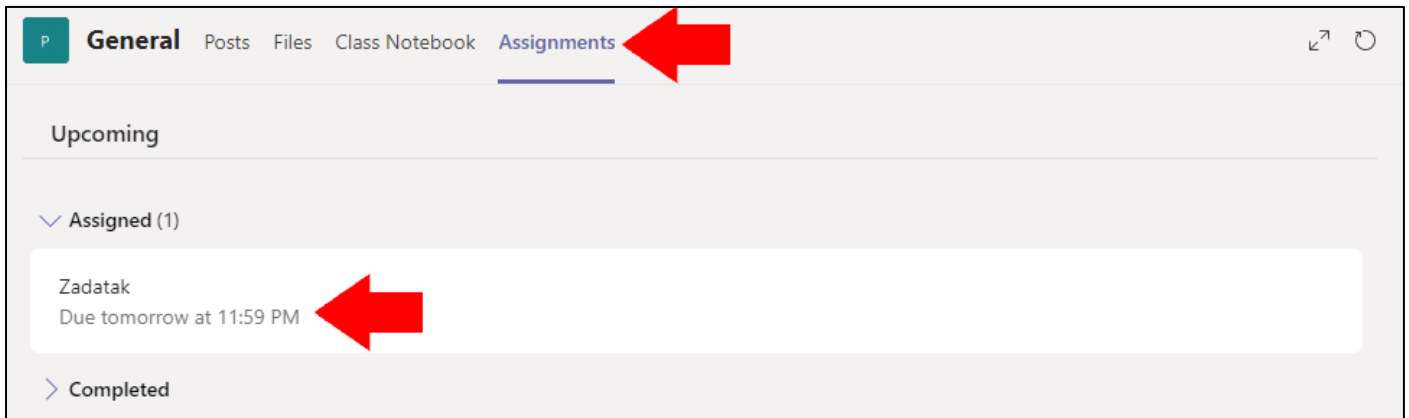 P General Posts Files Class Notebook Assignments
Upcoming
Assigned (1)
Zadatak
Due tomorrow at 11:59 PM
Completed